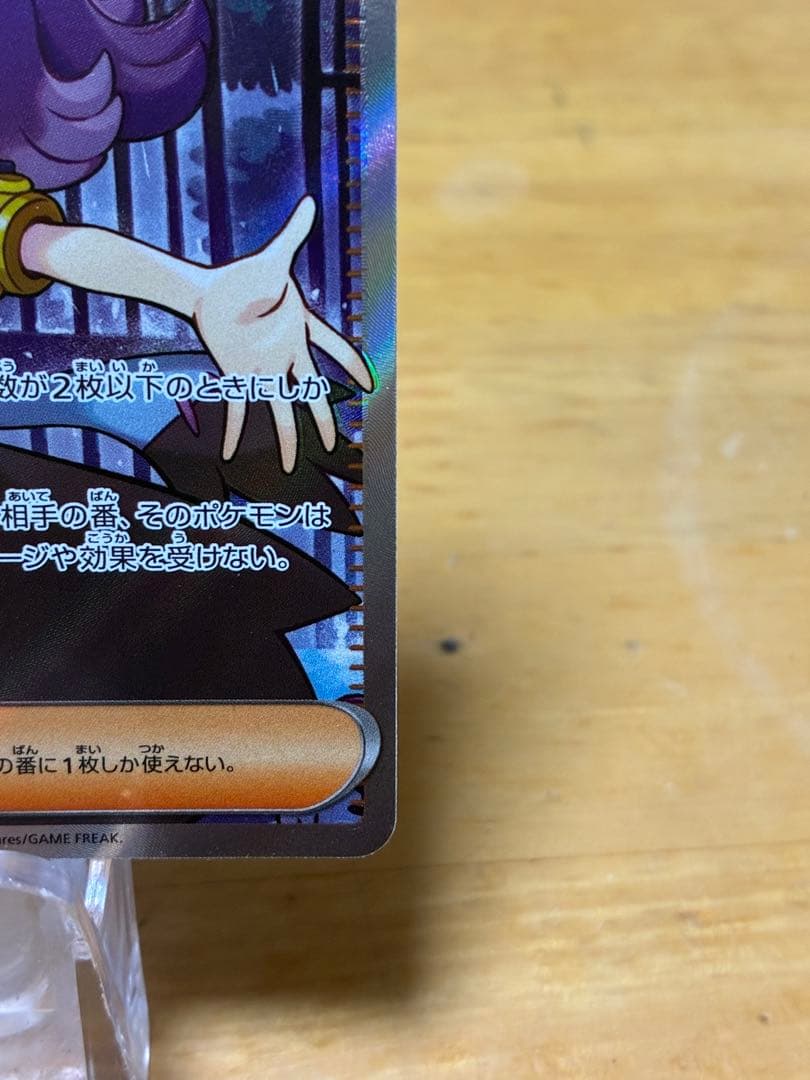 数が2枚以下のときにしか
相手の番、そのポケモンは
ージや効果を受けない。
の番に1枚しか使えない。
ures/GAME FREAK.